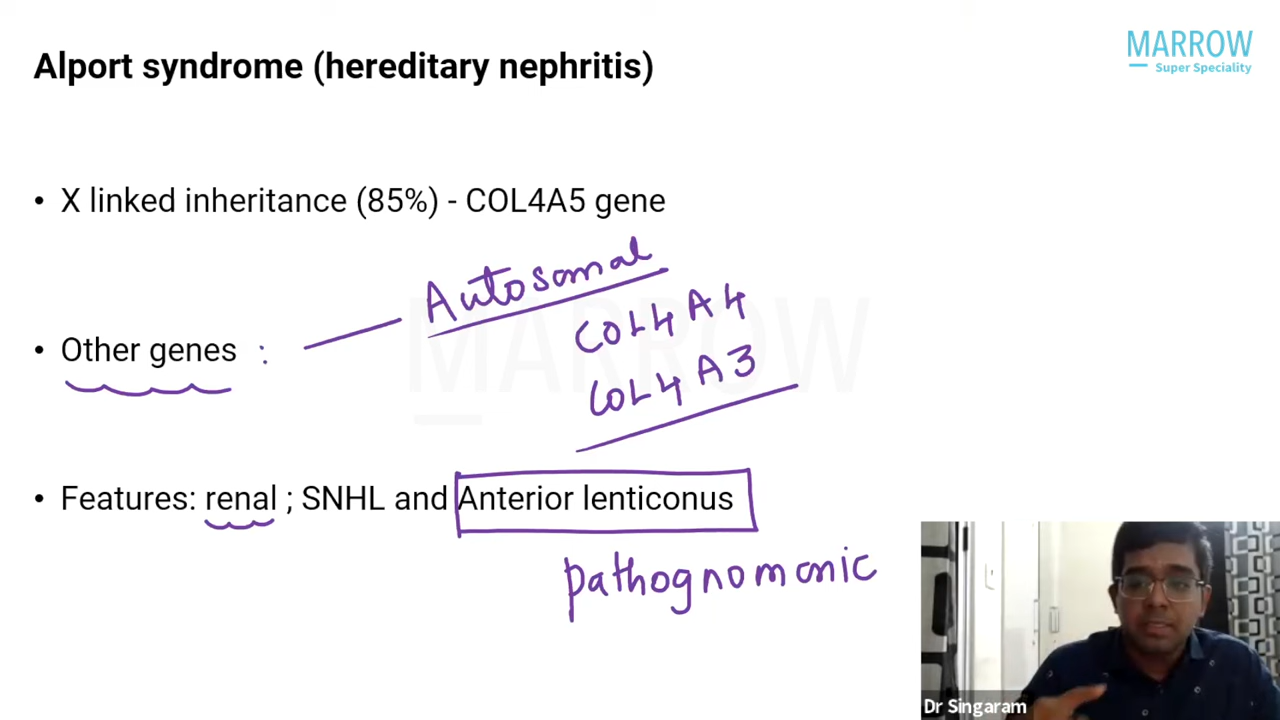 MARROW
Super Speciality
Alport syndrome (hereditary nephritis)
• X linked inheritance (85%) - COL4A5 gene
Autosomal
COL4A4
• Other genes :
COL4A3
MARROW
• Features: renal ; SNHL and Anterior lenticonus
pathognomonic
Dr Singaram